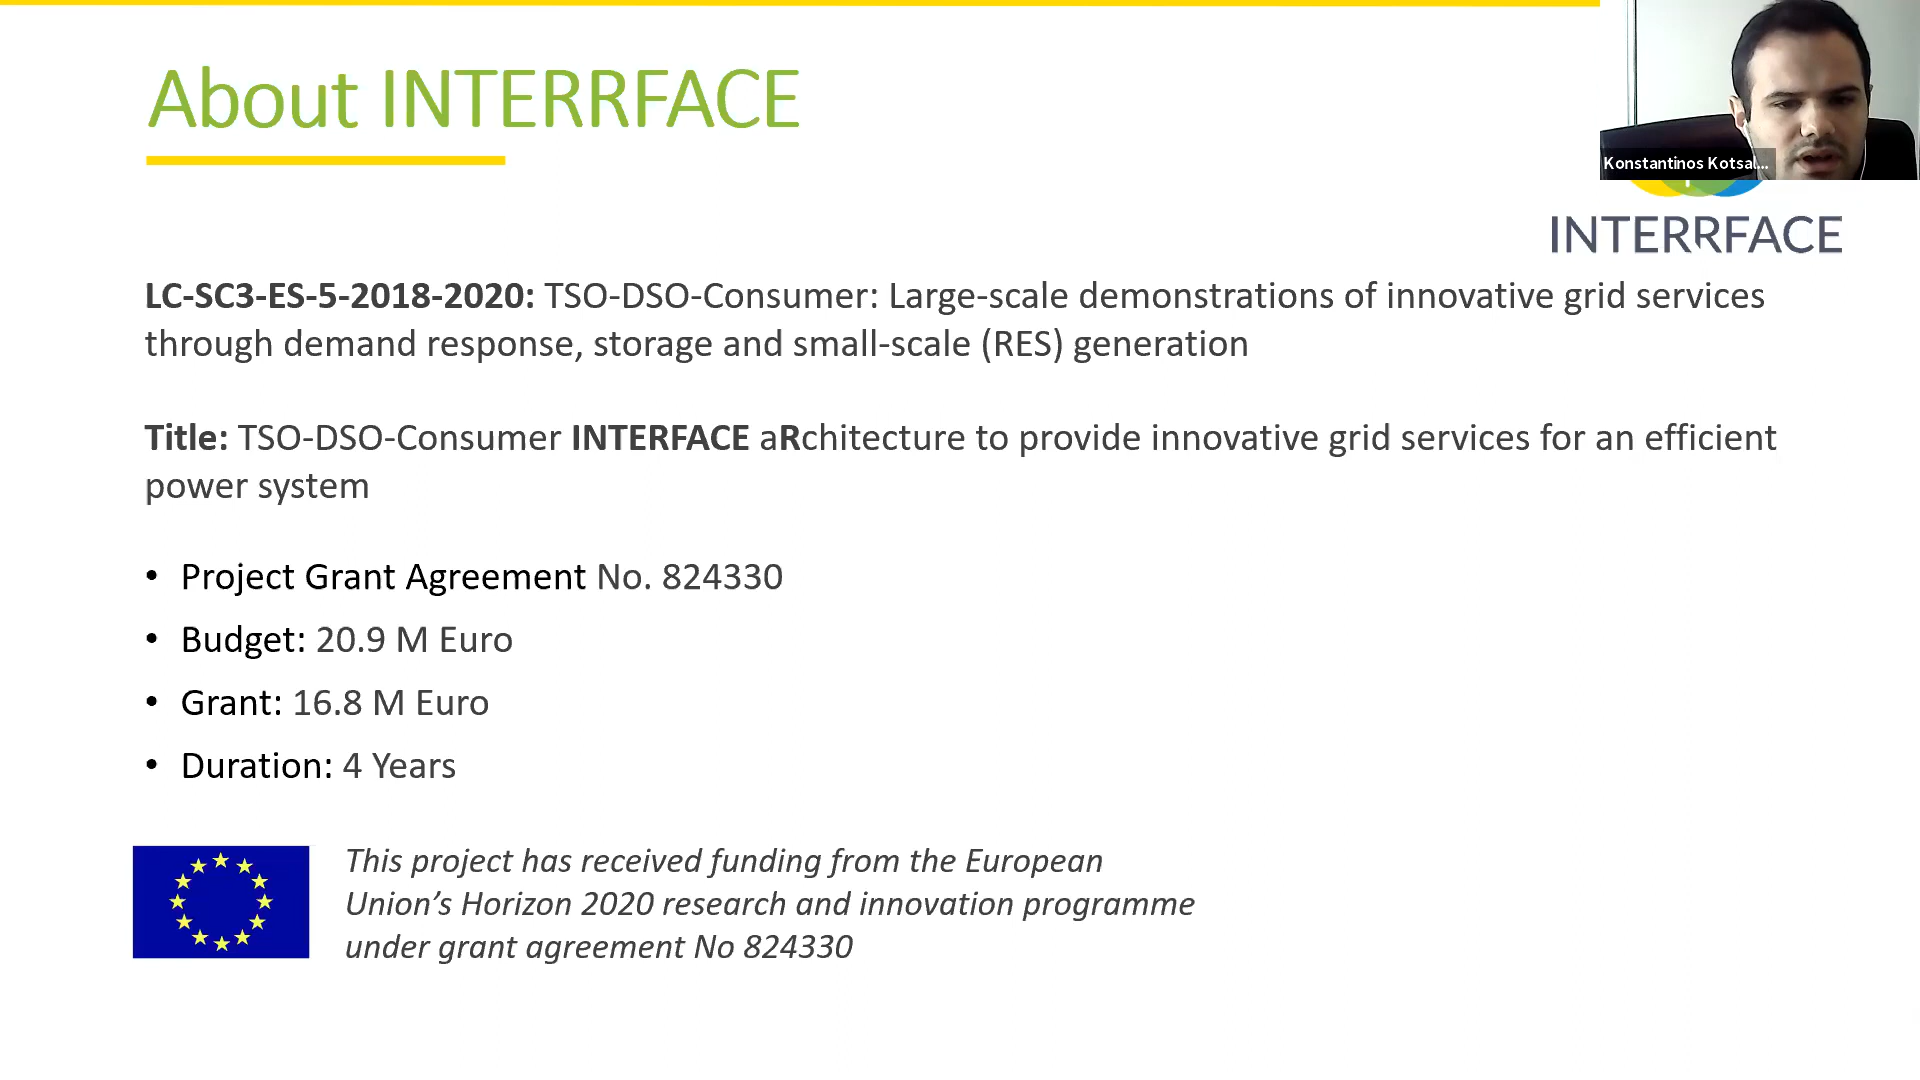 About INTERRFACE
Konstantinos Kotsal...
INTERRFACE
LC-SC3-ES-5-2018-2020: TSO-DSO-Consumer: Large-scale demonstrations of innovative grid services
through demand response, storage and small-scale (RES) generation
Title: TSO-DSO-Consumer INTERFACE aRchitecture to provide innovative grid services for an efficient
power system
• Project Grant Agreement No. 824330
• Budget: 20.9 M Euro
• Grant: 16.8 M Euro
• Duration: 4 Years
This project has received funding from the European
Union’s Horizon 2020 research and innovation programme
under grant agreement No 824330